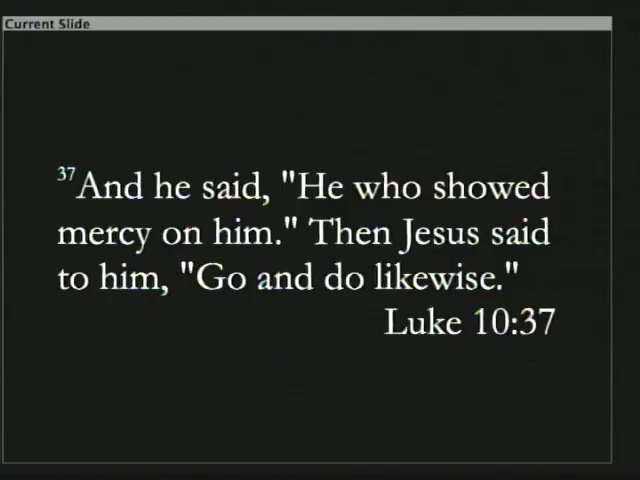 Current Slide
37And he said, "He who showed
mercy on him." Then Jesus said
to him, "Go and do likewise."
Luke 10:37